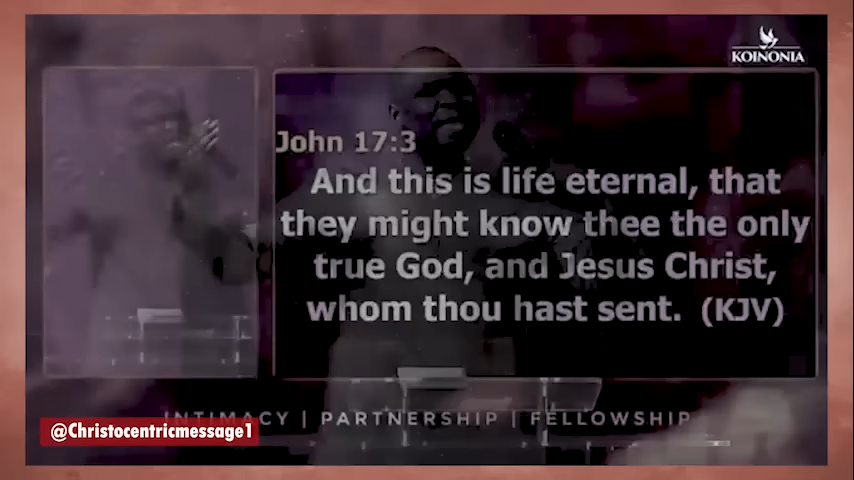 KOINONIA
John 17:3
And this is life eternal, that
they might know thee the only
true God, and Jesus Christ,
whom thou hast sent. (KJV)
INTIMACY | PARTNERSHIP | FELLOWSHIP
@Christocentricmessage1